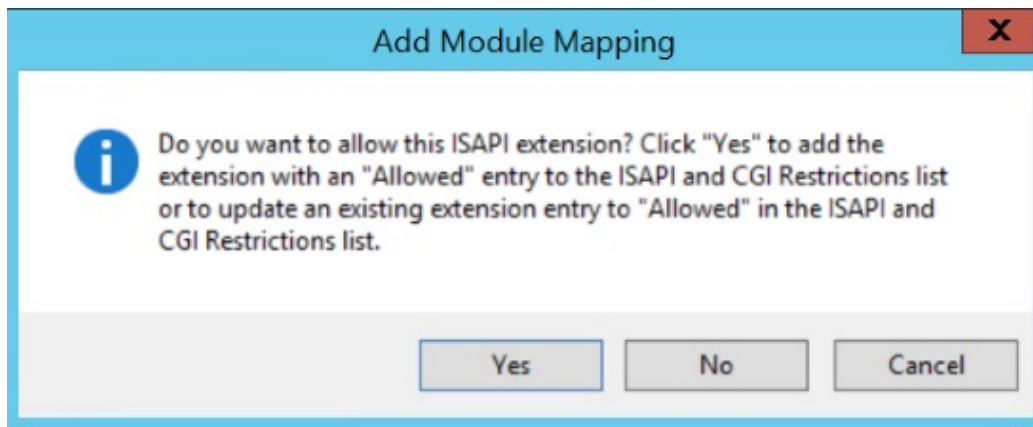 Add Module Mapping
X
Do you want to allow this ISAPI extension? Click "Yes" to add the
extension with an "Allowed" entry to the ISAPI and CGI Restrictions list
or to update an existing extension entry to "Allowed" in the ISAPI and
CGI Restrictions list.
Yes No Cancel